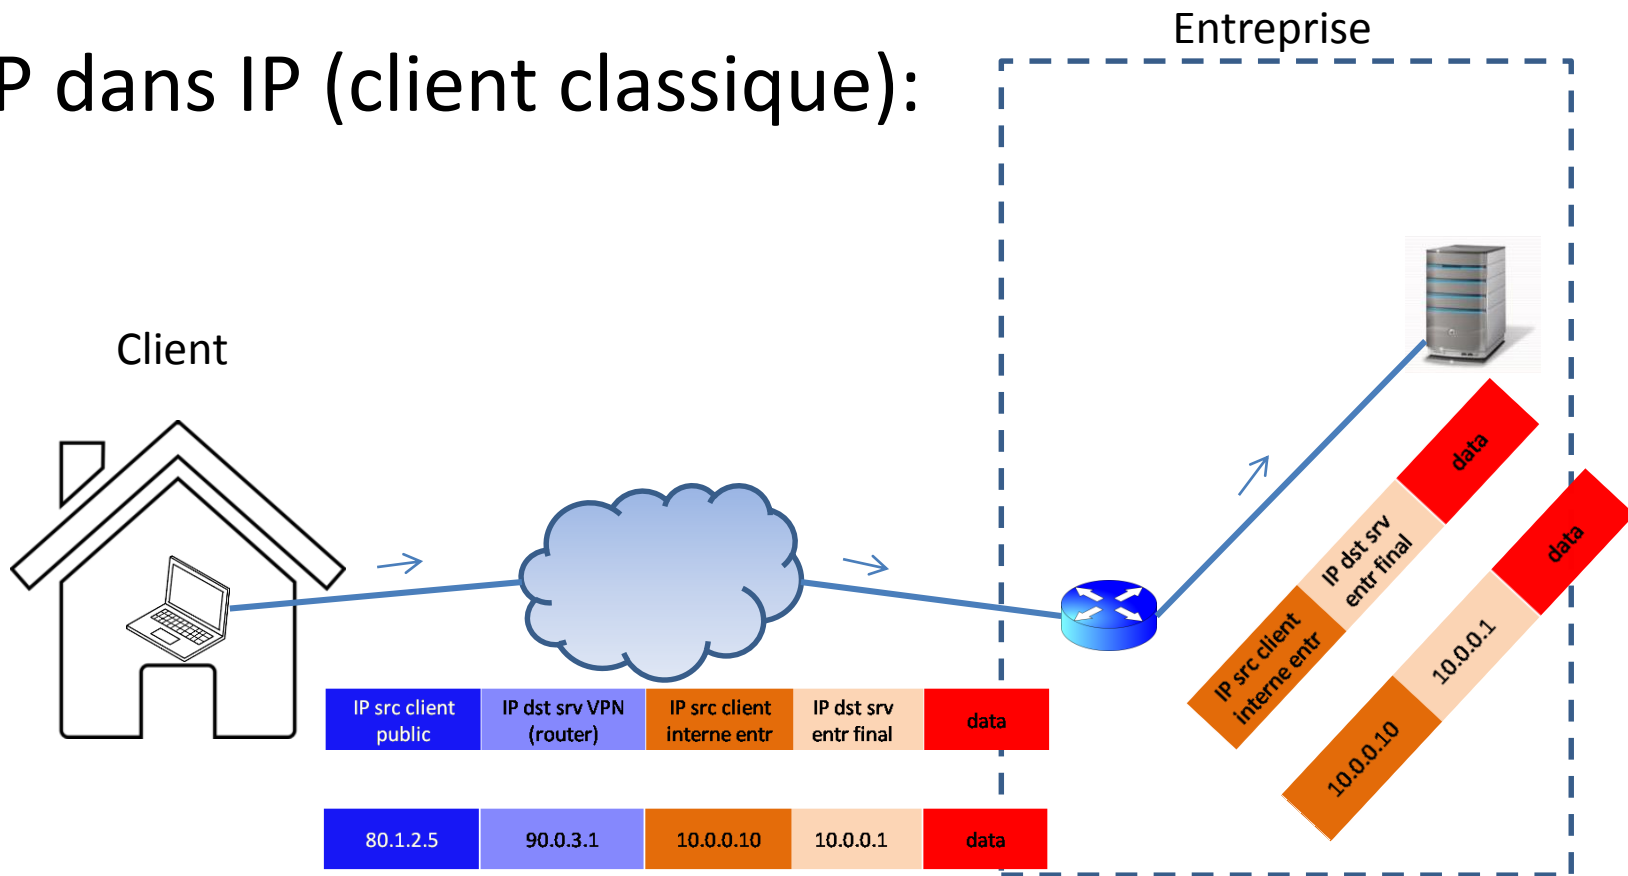 Entreprise
P dans IP (client classique):
Client
IP src client
public
IP dst srv VPN
(router)
IP src client
interne entr
IP dst srv
entr final
data
80.1.2.5
90.0.3.1
10.0.0.10
10.0.0.1
data
IP src client
interne entr
IP dst srv
entr final
data
10.0.0.10
10.0.0.1
data